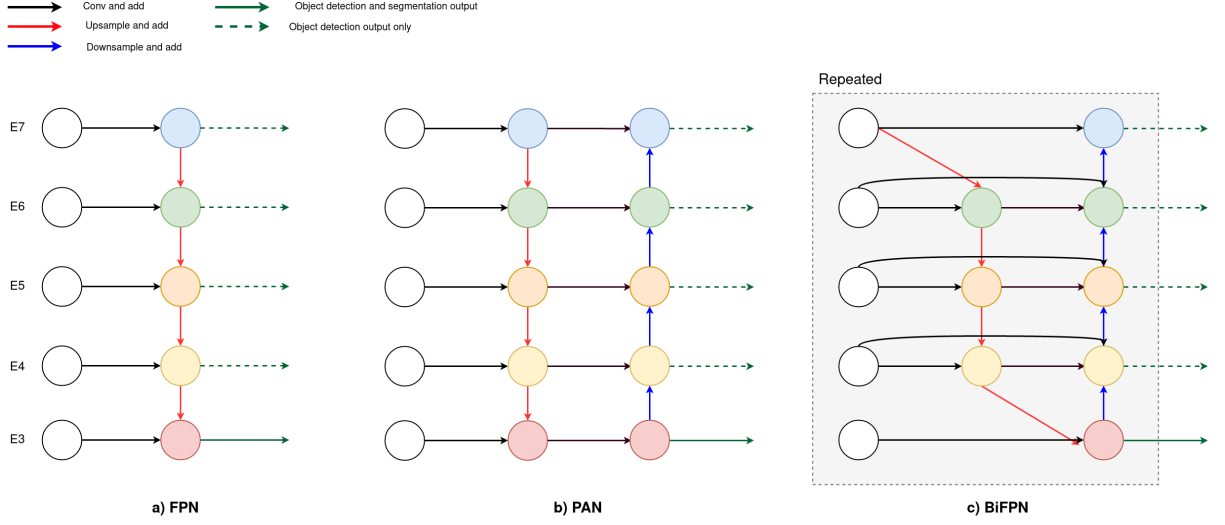 Conv and add
Object detection and segmentation output
Upsample and add
Object detection output only
Downsample and add
Repeated
E7
E6
E5
E4
E3
a) FPN
b) PAN
c) BiFPN